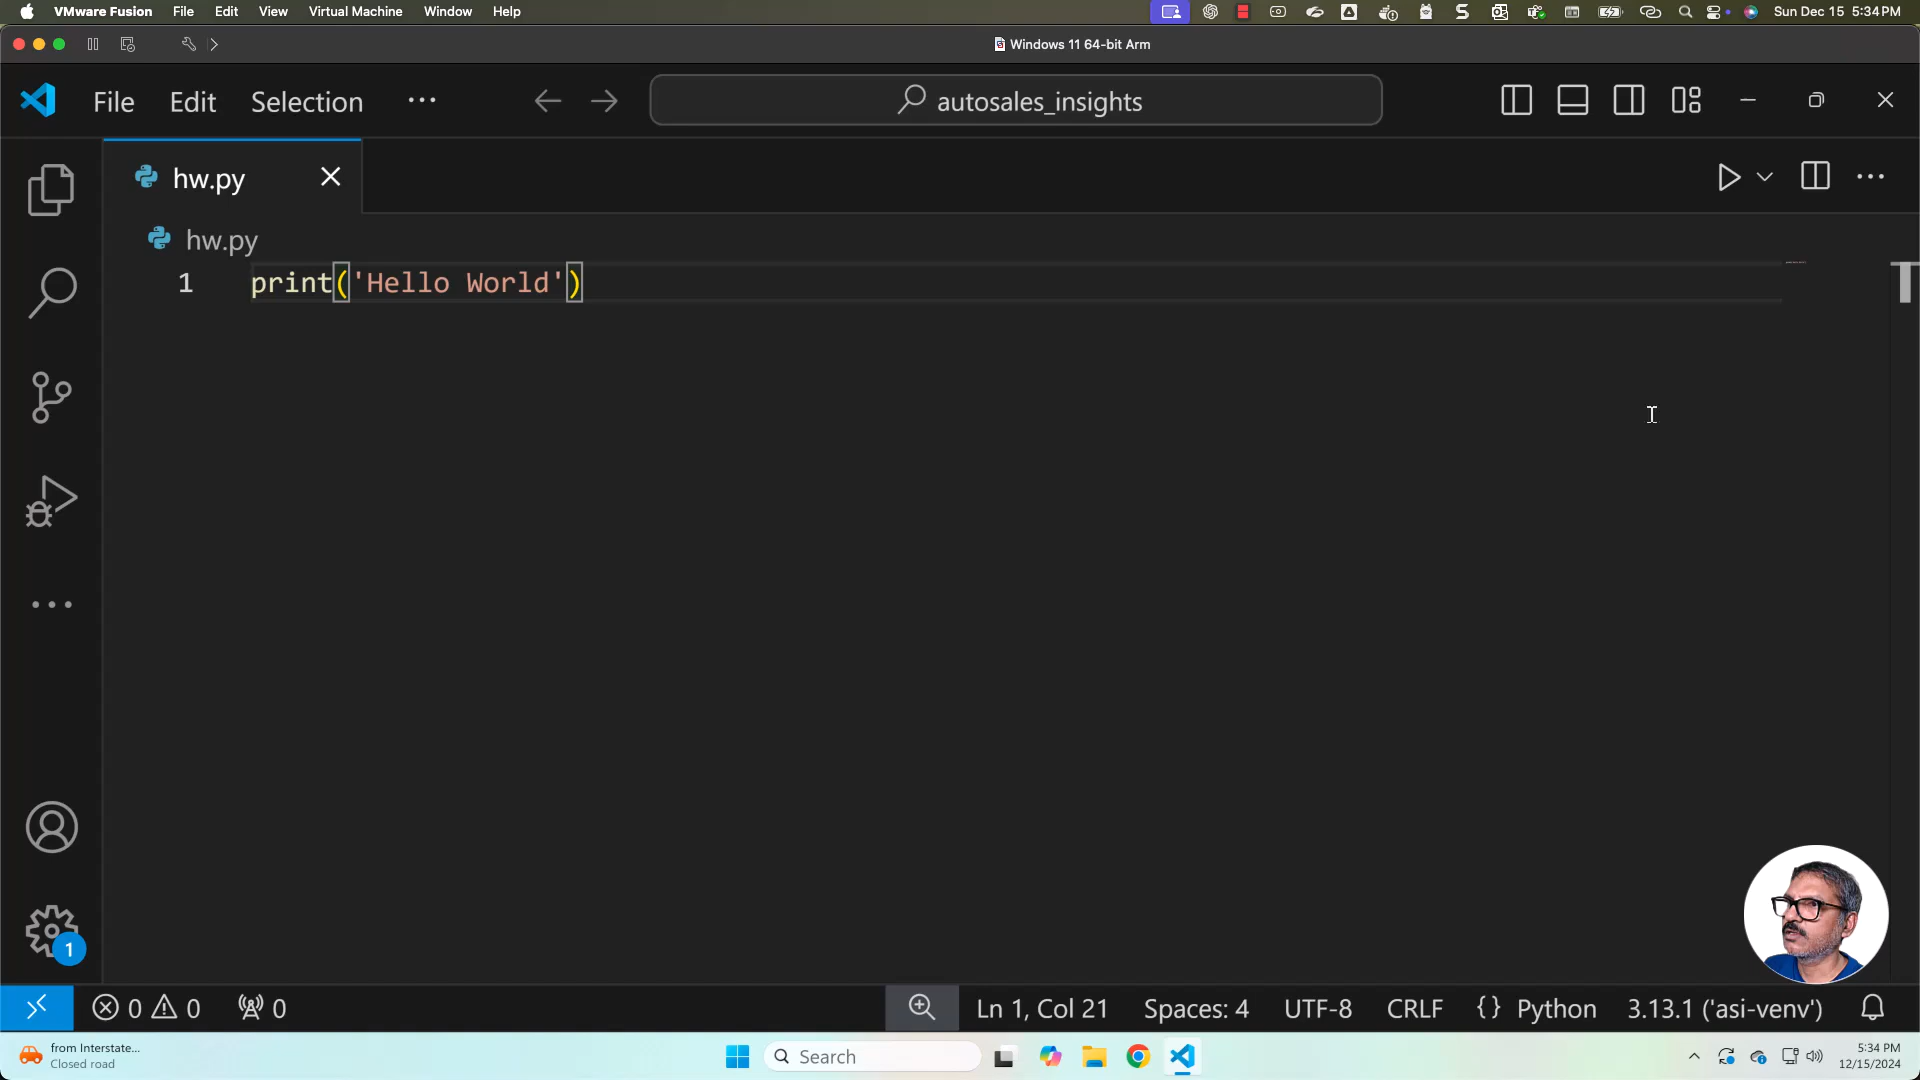 VMware Fusion File Edit View Virtual Machine Window Help Sun Dec 15 5:34 PM
Windows 11 64-bit Arm
File Edit Selection ··· autosales_insights
hw.py
hw.py
1 print('Hello World')
1
0 0 0 Ln 1, Col 21 Spaces: 4 UTF-8 CRLF {} Python 3.13.1 ('asi-venv')
from Interstate...
Closed road
Search
5:34 PM
12/15/2024